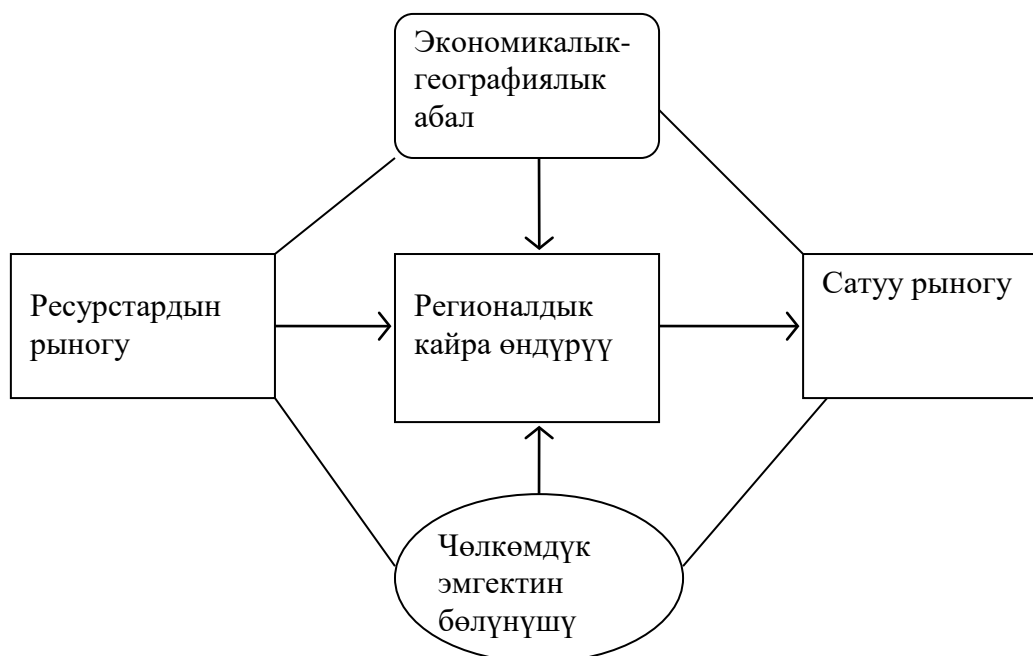 Экономикалык-
географиялык
абал
Ресурстардын
рыногу
Регионалдык
кайра өндүрүү
Сатуу рыногу
Чөлкөмдүк
эмгектин
бөлүнүшү